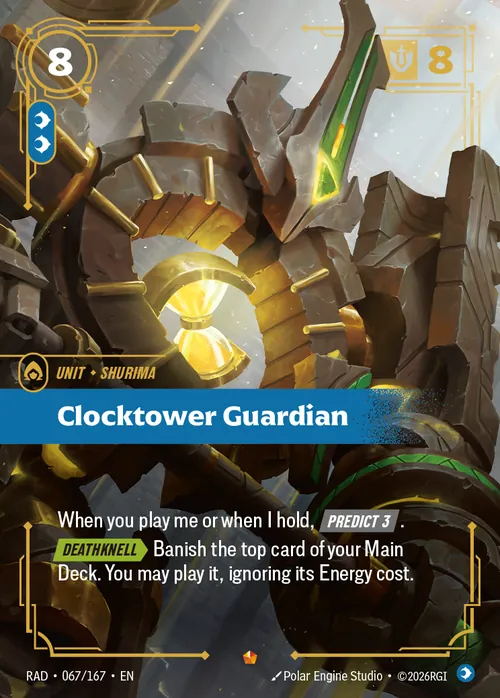 8
8
UNIT • SHURIMA
Clocktower Guardian
When you play me or when I hold, PREDICT 3 .
DEATHKNELL Banish the top card of your Main
Deck. You may play it, ignoring its Energy cost.
RAD • 067/167 • EN
Polar Engine Studio • ©2026RGI